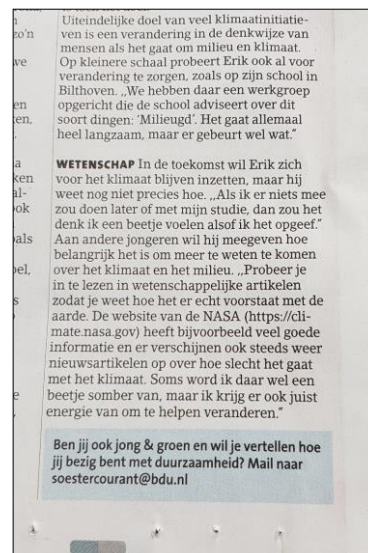 zo'n
we
en
en,
a
ken
al-
ok
als
el,
s
e
Uiteindelijke doel van veel klimaatinitiatie-
ven is een verandering in de denkwijze van
mensen als het gaat om milieu en klimaat.
Op kleinere schaal probeert Erik ook al voor
verandering te zorgen, zoals op zijn school in
Bilthoven. „We hebben daar een werkgroep
opgericht die de school adviseert over dit
soort dingen: ‘Milieugd’. Het gaat allemaal
heel langzaam, maar er gebeurt wel wat.”
WETENSCHAP In de toekomst wil Erik zich
voor het klimaat blijven inzetten, maar hij
weet nog niet precies hoe. „Als ik er niets mee
zou doen later of met mijn studie, dan zou het
denk ik een beetje voelen alsof ik het opgeef.”
Aan andere jongeren wil hij meegeven hoe
belangrijk het is om meer te weten te komen
over het klimaat en het milieu. „Probeer je
in te lezen in wetenschappelijke artikelen
zodat je weet hoe het er echt voorstaat met de
aarde. De website van de NASA (https://cli-
mate.nasa.gov) heeft bijvoorbeeld veel goede
informatie en er verschijnen ook steeds weer
nieuwsartikelen op over hoe slecht het gaat
met het klimaat. Soms word ik daar wel een
beetje somber van, maar ik krijg er ook juist
energie van om te helpen veranderen.”
Ben jij ook jong & groen en wil je vertellen hoe
jij bezig bent met duurzaamheid? Mail naar
soestercourant@bdu.nl